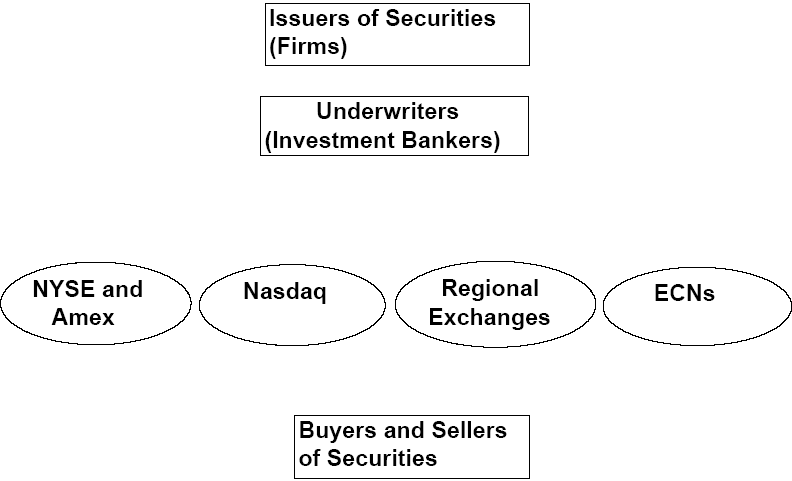 Issuers of Securities
(Firms)
Underwriters
(Investment Bankers)
NYSE and
Amex
Nasdaq
Regional
Exchanges
ECNs
Buyers and Sellers
of Securities